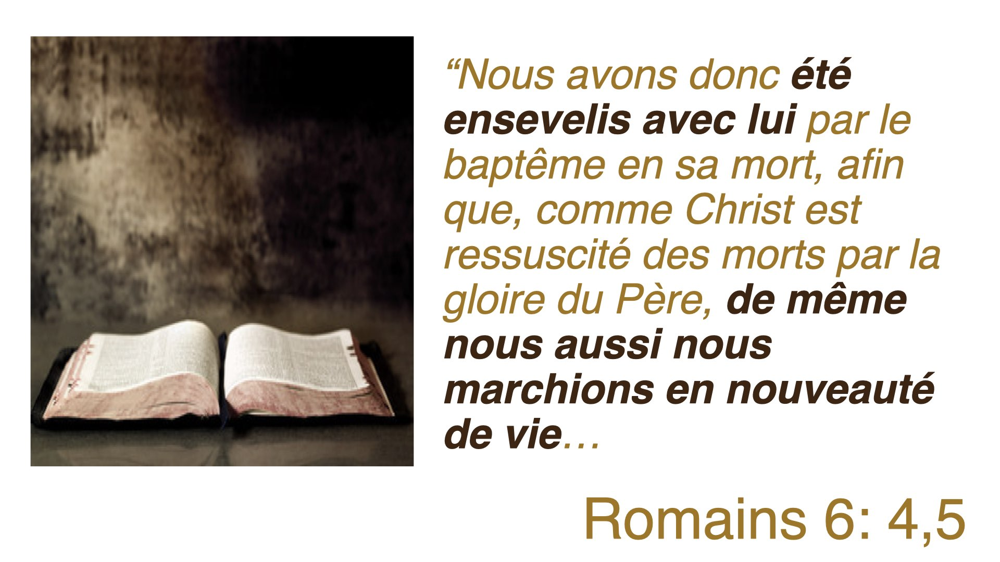 “Nous avons donc été
ensevelis avec lui par le
baptême en sa mort, afin
que, comme Christ est
ressuscité des morts par la
gloire du Père, de même
nous aussi nous
marchions en nouveauté
de vie…
Romains 6: 4,5